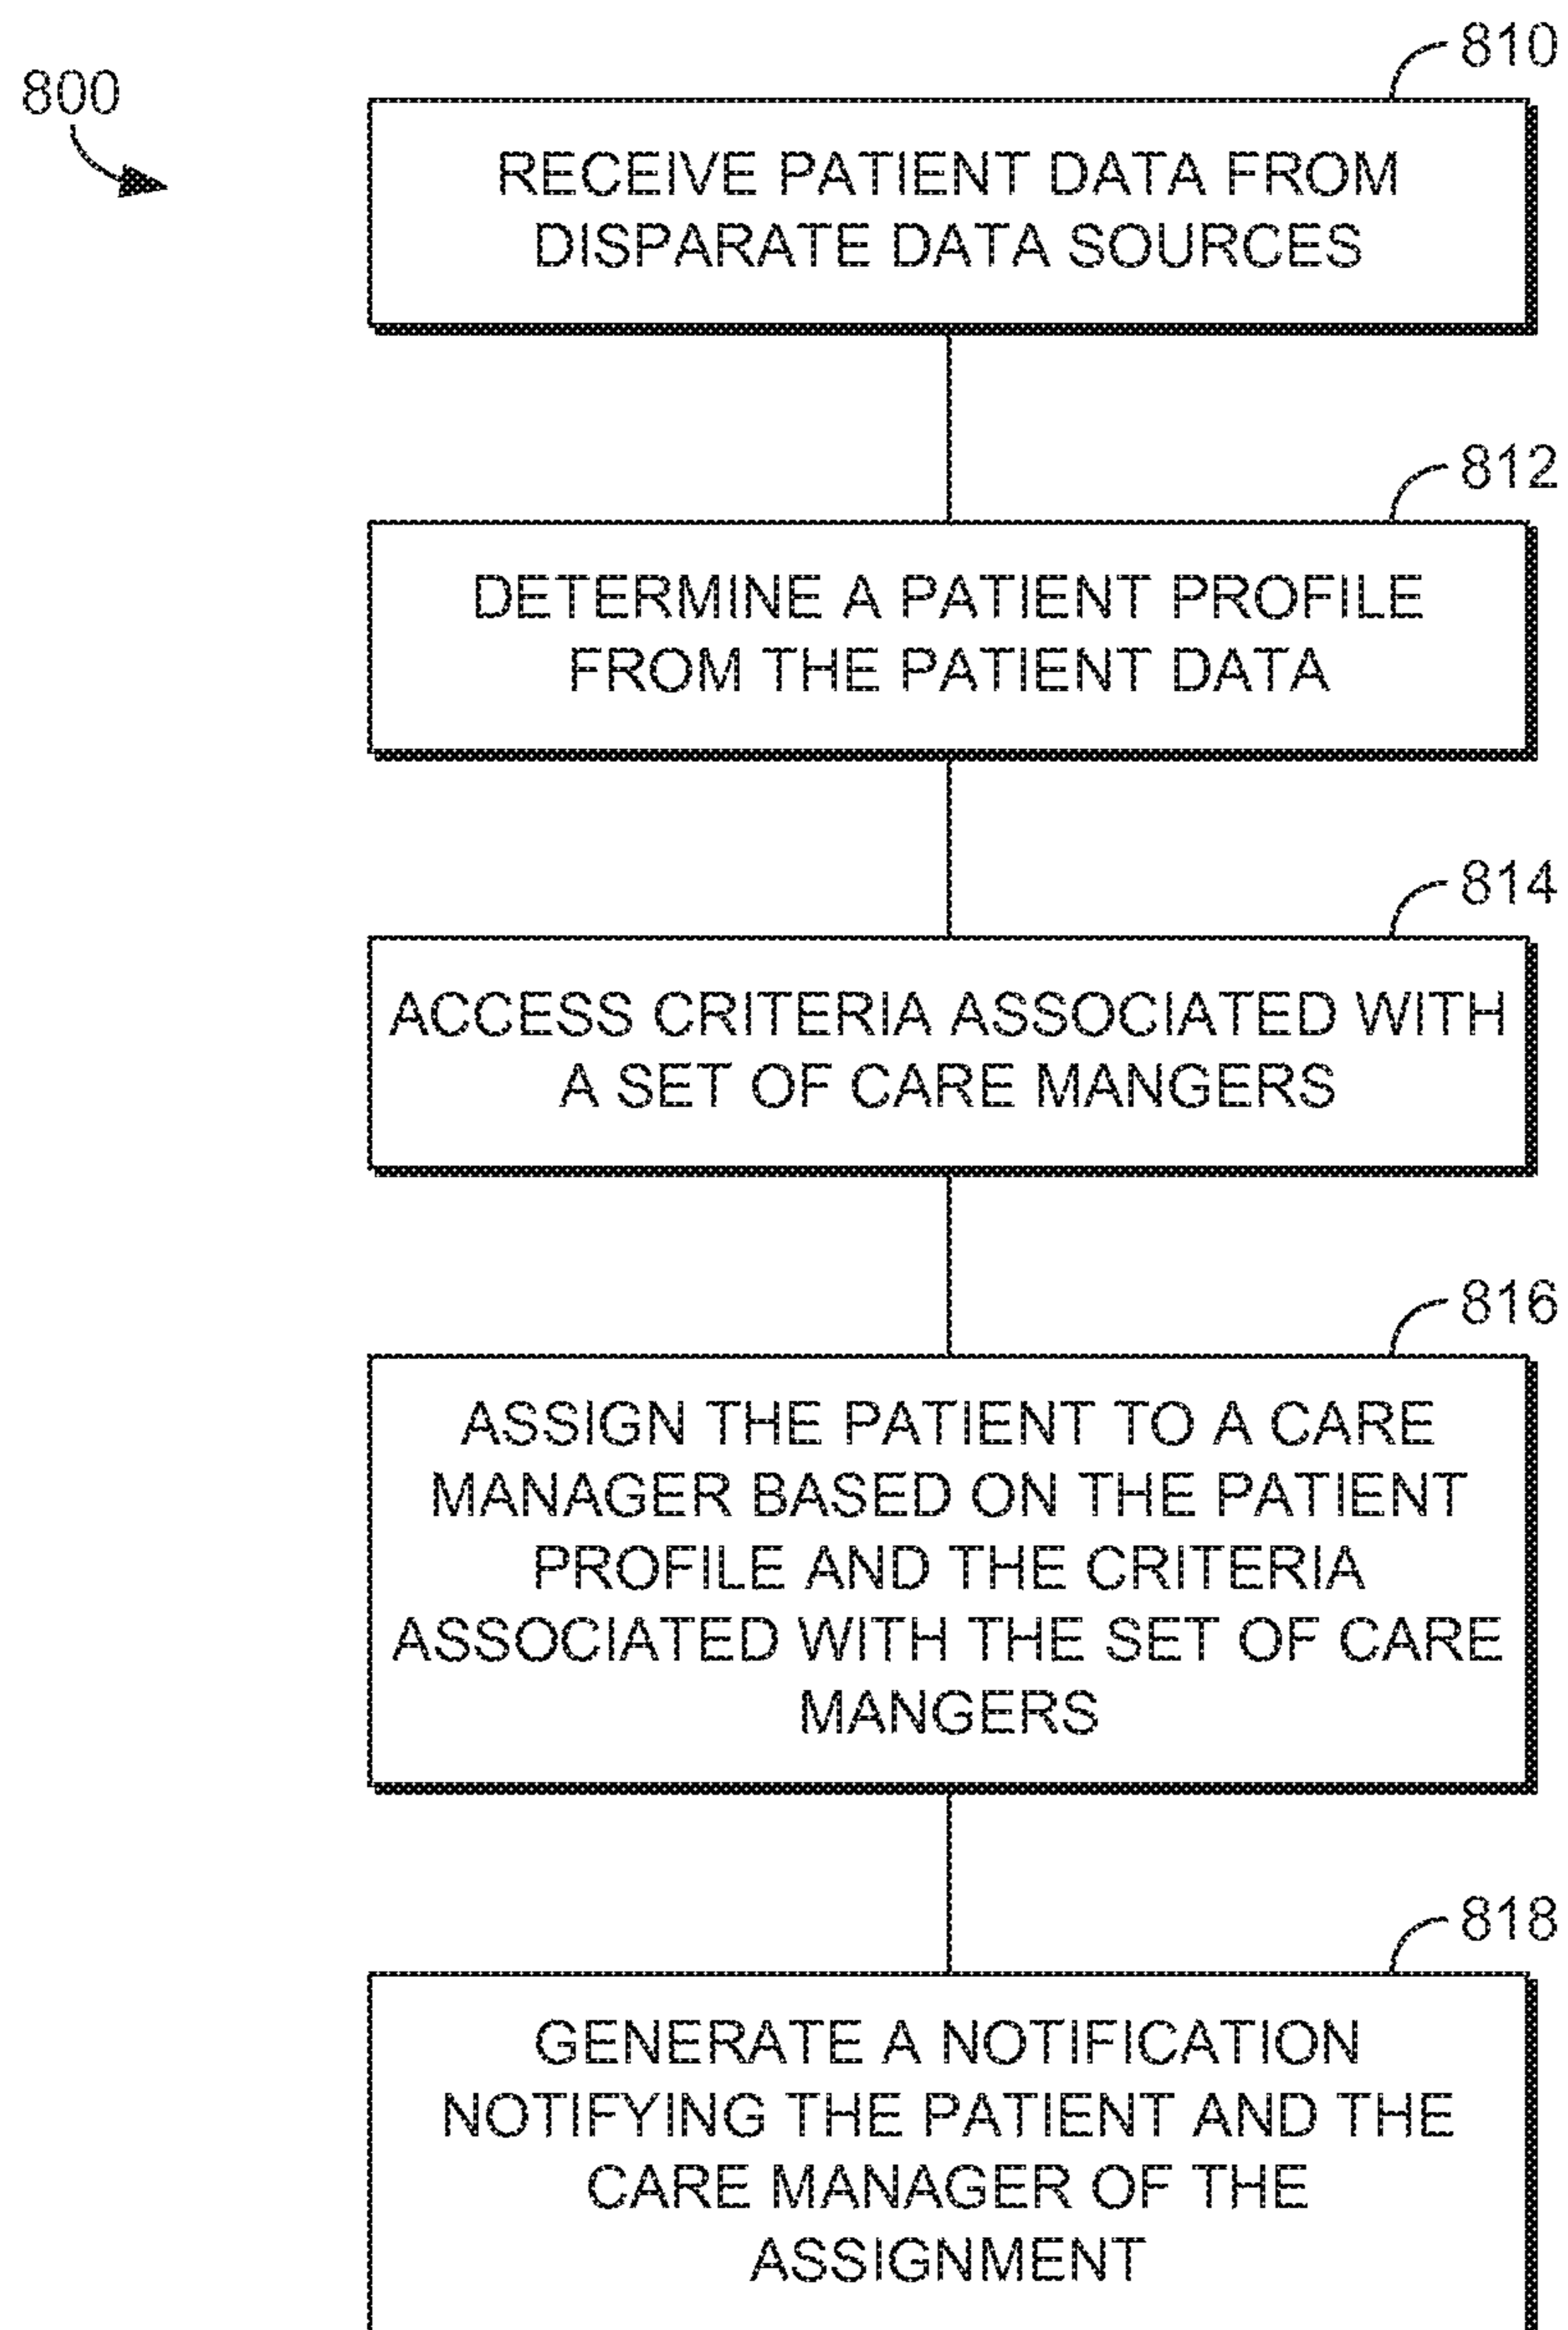 800
810
RECEIVE PATIENT DATA FROM
DISPARATE DATA SOURCES
812
DETERMINE A PATIENT PROFILE
FROM THE PATIENT DATA
814
ACCESS CRITERIA ASSOCIATED WITH
A SET OF CARE MANGERS
816
ASSIGN THE PATIENT TO A CARE
MANAGER BASED ON THE PATIENT
PROFILE AND THE CRITERIA
ASSOCIATED WITH THE SET OF CARE
MANGERS
818
GENERATE A NOTIFICATION
NOTIFYING THE PATIENT AND THE
CARE MANAGER OF THE
ASSIGNMENT